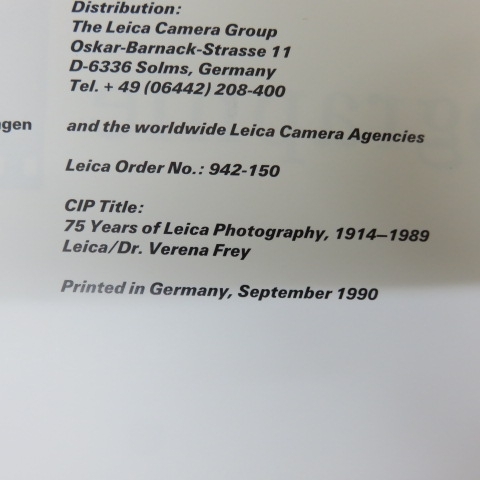 Distribution:
The Leica Camera Group
Oskar-Barnack-Strasse 11
D-6336 Solms, Germany
Tel. + 49 (06442) 208-400
gen
and the worldwide Leica Camera Agencies
Leica Order No.: 942-150
CIP Title:
75 Years of Leica Photography, 1914–1989
Leica/Dr. Verena Frey
Printed in Germany, September 1990